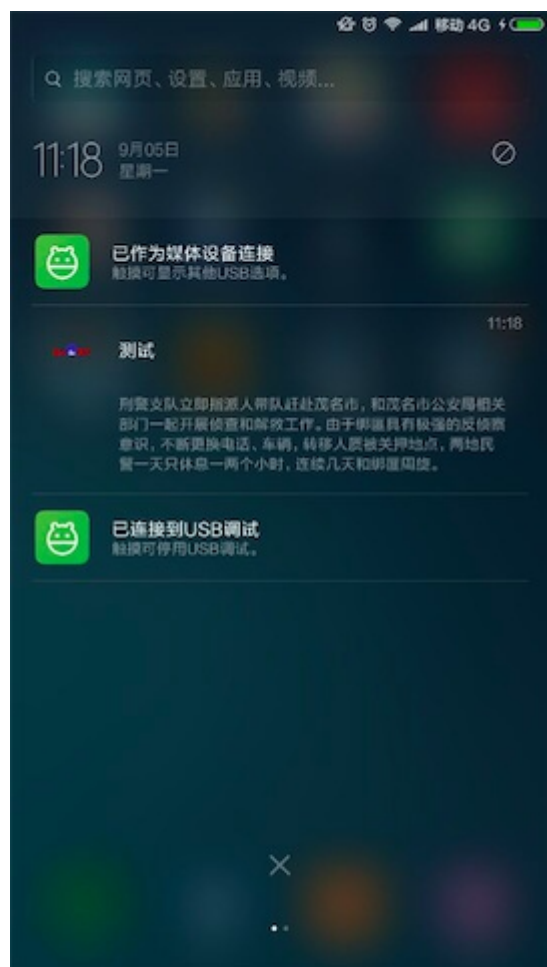 移动 4G
搜索网页、设置、应用、视频...
11:18
9月05日
星期一
已作为媒体设备连接
触摸可显示其他USB选项。
11:18
测试
刑警支队立即指派人带队赶赴茂名市，和茂名市公安局相关
部门一起开展侦查和解救工作。由于绑匪具有极强的反侦察
意识，不断更换电话、车辆，转移人质被关押地点，两地民
警一天只休息一两个小时，连续几天和绑匪周旋。
已连接到USB调试
触摸可停用USB调试。